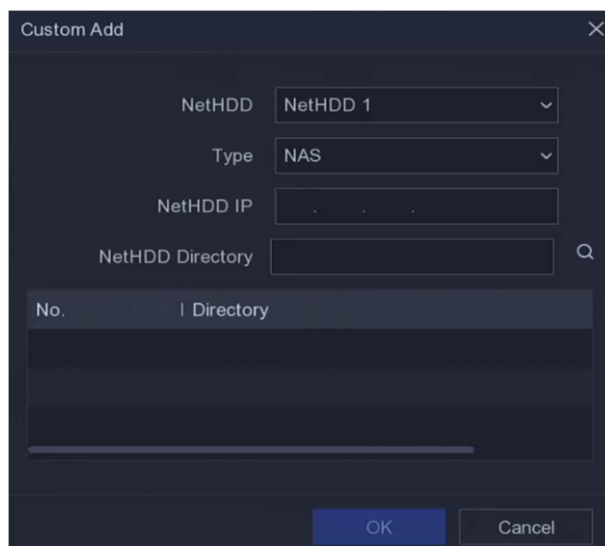 Custom Add
NetHDD NetHDD 1
Type NAS
NetHDD IP . . .
NetHDD Directory
No. Directory
OK Cancel